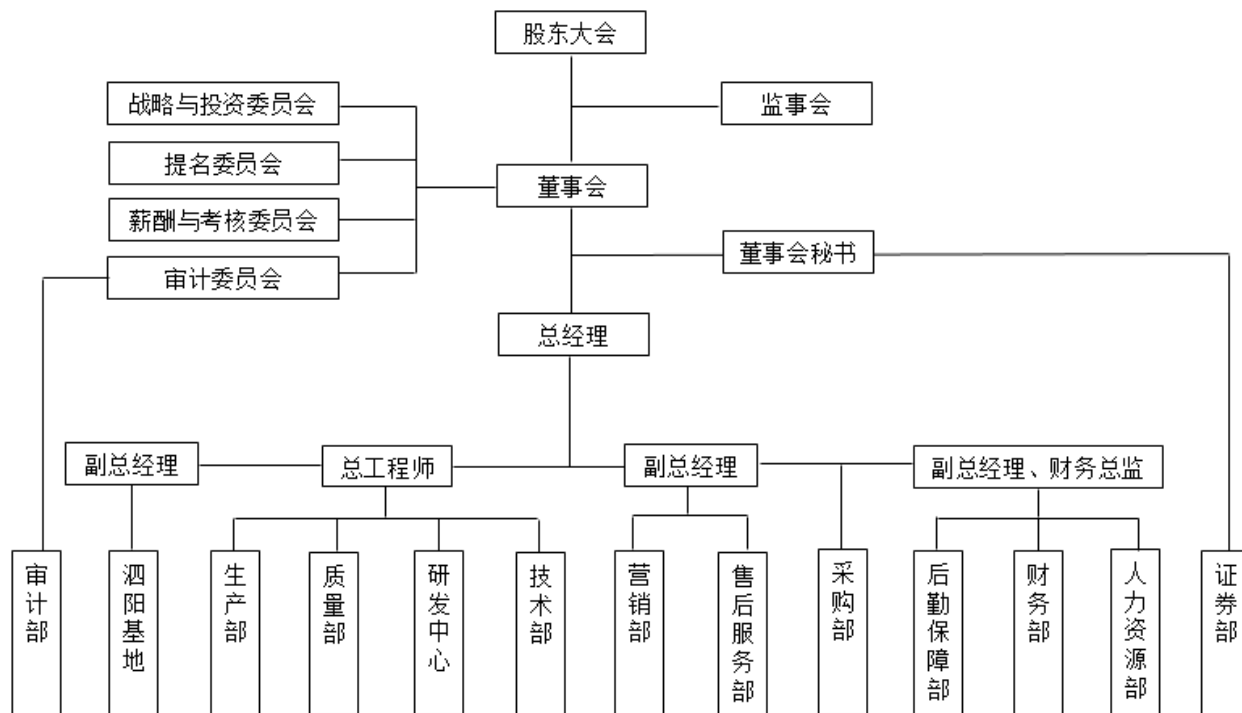 股东大会
战略与投资委员会
监事会
提名委员会
董事会
薪酬与考核委员会
董事会秘书
审计委员会
总经理
副总经理
总工程师
副总经理
副总经理、财务总监
审计部
泗阳基地
生产部
质量部
研发中心
技术部
营销部
售后服务部
采购部
后勤保障部
财务部
人力资源部
证券部